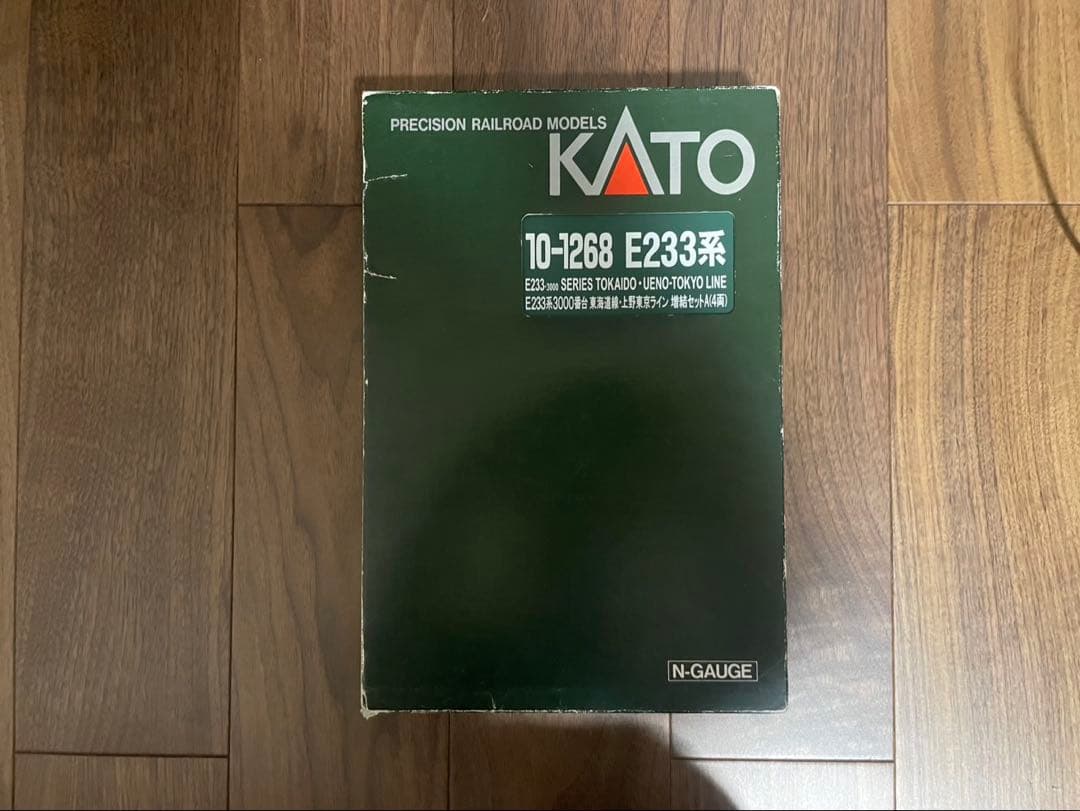 PRECISION RAILROAD MODELS
KATO
10-1268 E233系
E233-3000 SERIES TOKAIDO・UENO-TOKYO LINE
E233系3000番台 東海道線・上野東京ライン 増結セットA(4両)
N-GAUGE